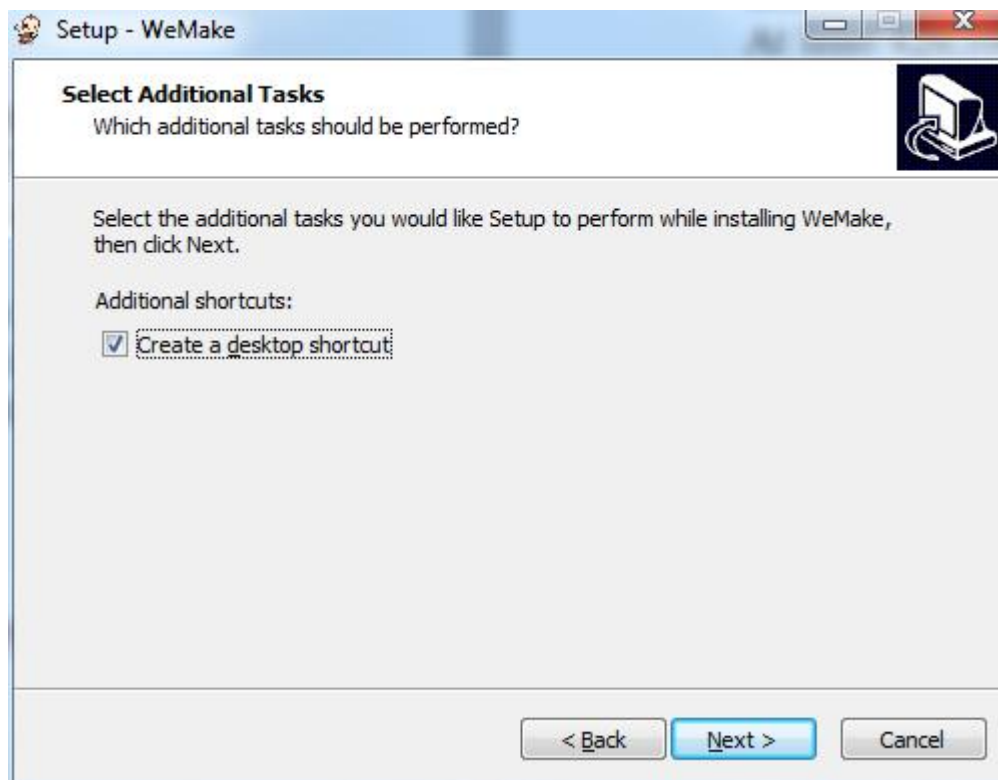 Setup - WeMake
Select Additional Tasks
Which additional tasks should be performed?
Select the additional tasks you would like Setup to perform while installing WeMake,
then click Next.
Additional shortcuts:
Create a desktop shortcut
< Back Next > Cancel